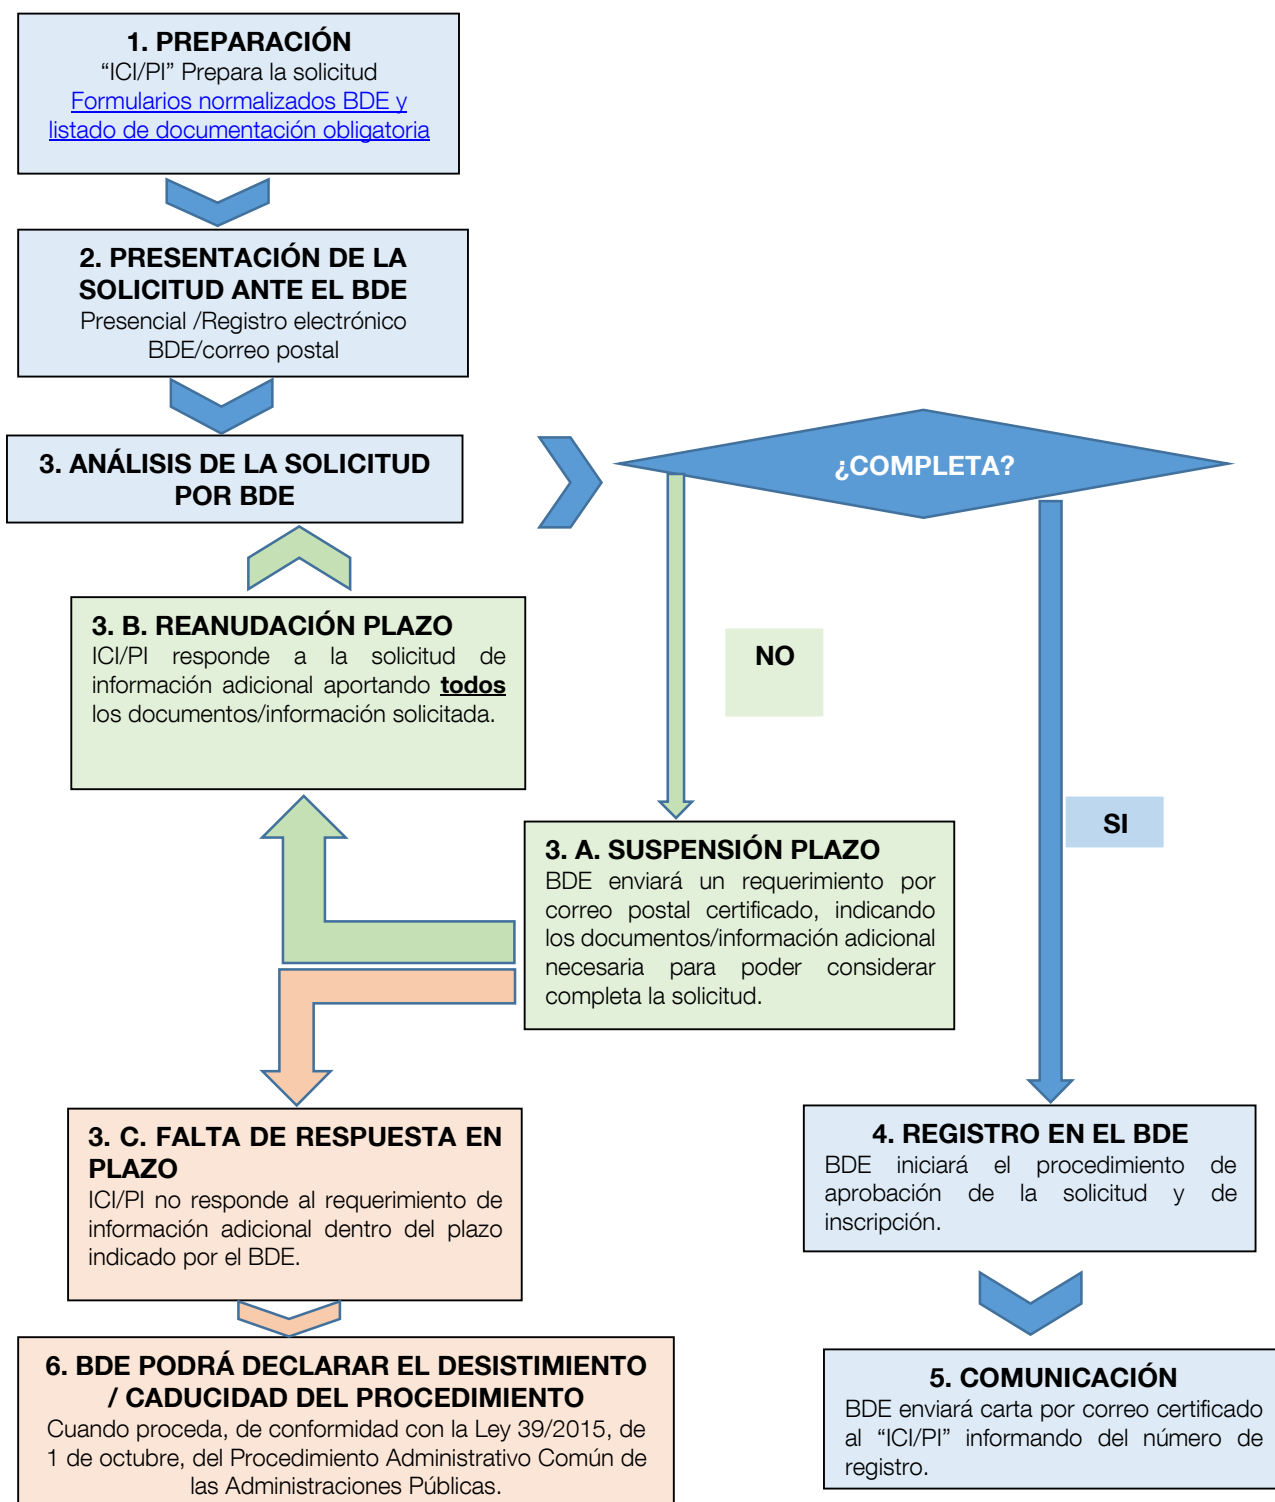 1. PREPARACIÓN
“ICI/PI” Prepara la solicitud
Formularios normalizados BDE y
listado de documentación obligatoria
2. PRESENTACIÓN DE LA
SOLICITUD ANTE EL BDE
Presencial /Registro electrónico
BDE/correo postal
3. ANÁLISIS DE LA SOLICITUD
POR BDE
¿COMPLETA?
3. B. REANUDACIÓN PLAZO
ICI/PI responde a la solicitud de
información adicional aportando todos
los documentos/información solicitada.
NO
SI
3. A. SUSPENSIÓN PLAZO
BDE enviará un requerimiento por
correo postal certificado, indicando
los documentos/información adicional
necesaria para poder considerar
completa la solicitud.
3. C. FALTA DE RESPUESTA EN
PLAZO
ICI/PI no responde al requerimiento de
información adicional dentro del plazo
indicado por el BDE.
4. REGISTRO EN EL BDE
BDE iniciará el procedimiento de
aprobación de la solicitud y de
inscripción.
6. BDE PODRÁ DECLARAR EL DESISTIMIENTO
/ CADUCIDAD DEL PROCEDIMIENTO
Cuando proceda, de conformidad con la Ley 39/2015, de
1 de octubre, del Procedimiento Administrativo Común de
las Administraciones Públicas.
5. COMUNICACIÓN
BDE enviará carta por correo certificado
al “ICI/PI” informando del número de
registro.